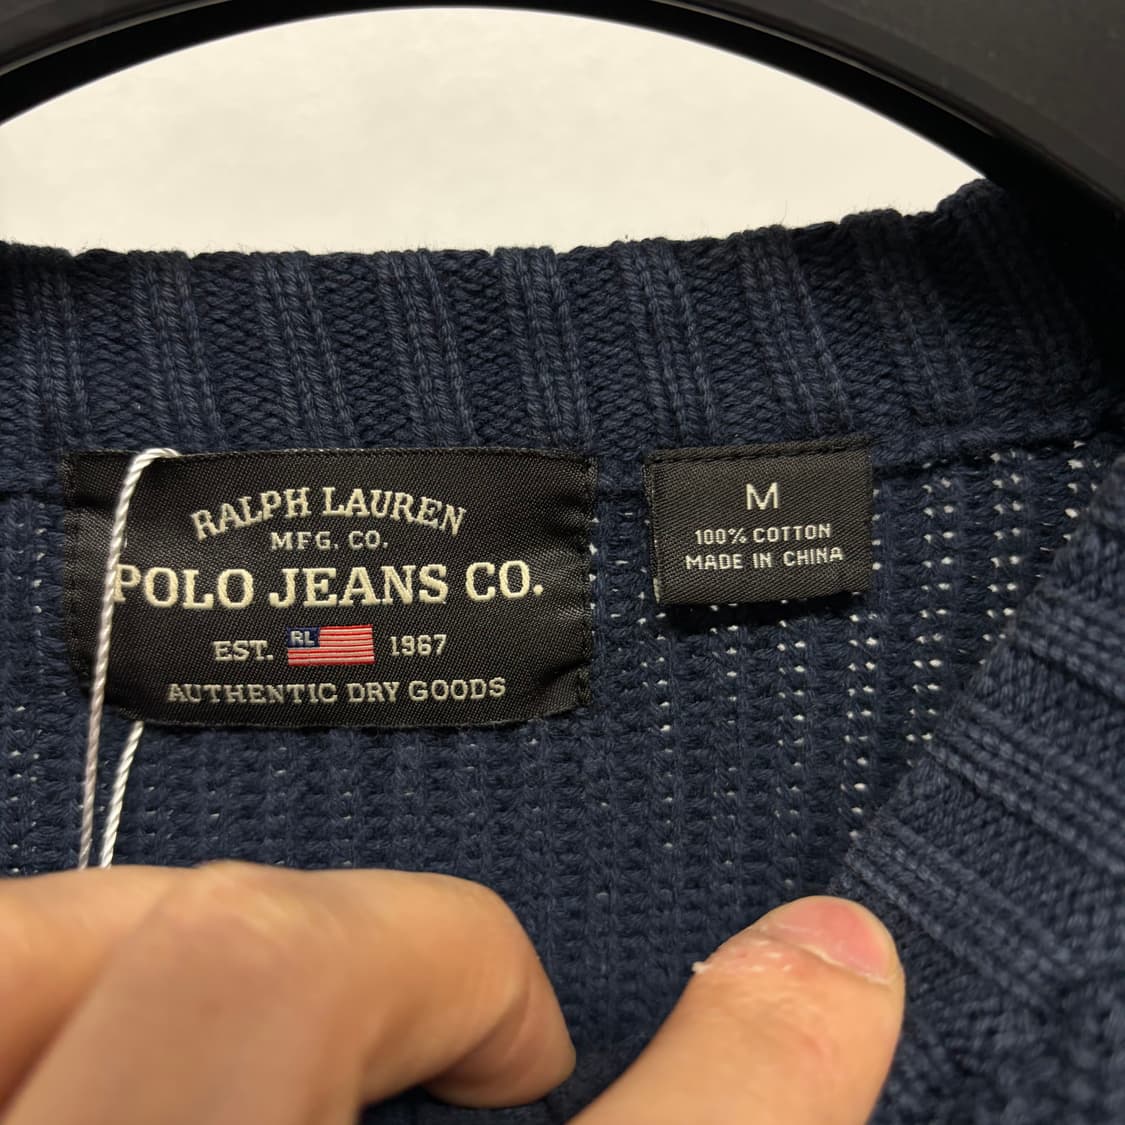 RALPH LAUREN
MFG. CO.
POLO JEANS CO.
EST. RL 1967
AUTHENTIC DRY GOODS
M
100% COTTON
MADE IN CHINA